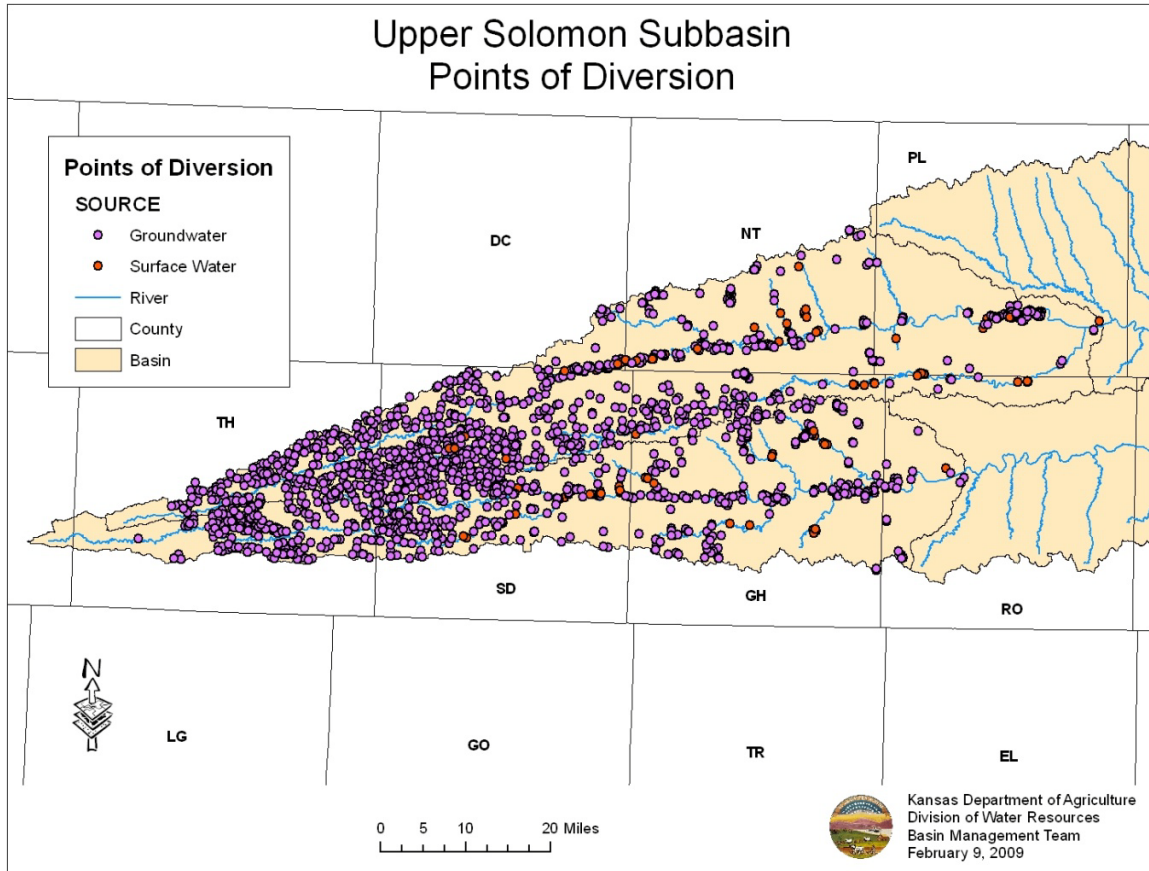 Upper Solomon Subbasin
Points of Diversion
Points of Diversion
SOURCE
Groundwater
Surface Water
River
County
Basin
PL
DC
NT
TH
SD
GH
RO
N
LG
GO
TR
EL
0 5 10 20 Miles
Kansas Department of Agriculture
Division of Water Resources
Basin Management Team
February 9, 2009